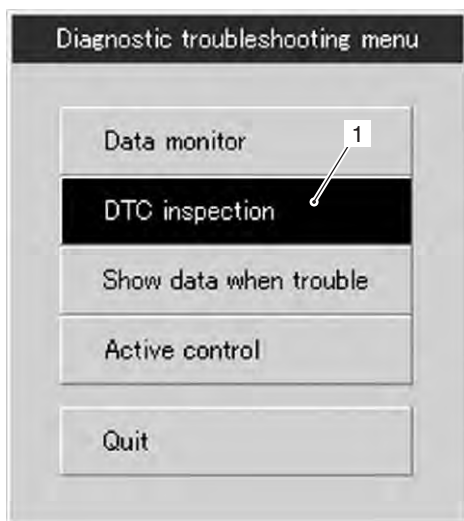 Diagnostic troubleshooting menu
Data monitor
1
DTC inspection
Show data when trouble
Active control
Quit